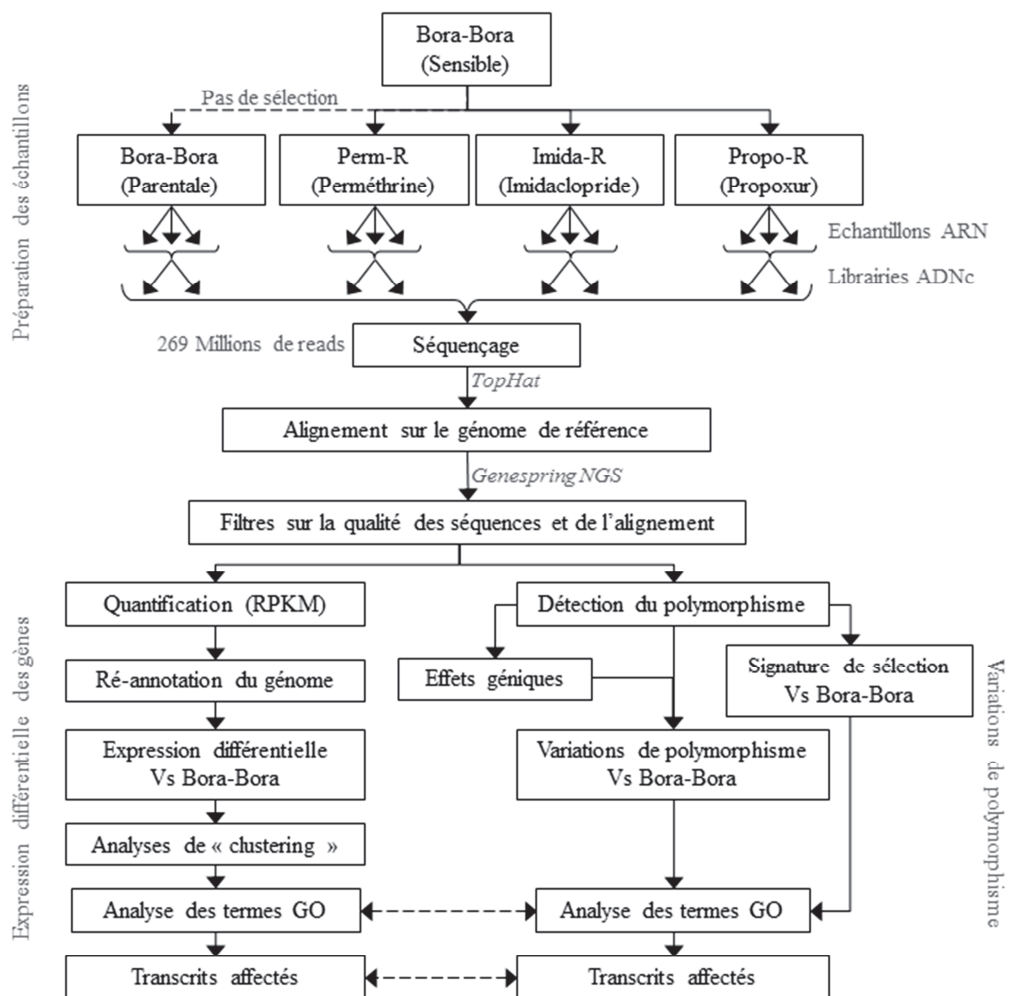 Bora-Bora
(Sensible)
Pas de sélection
Préparation des échantillons
Bora-Bora
(Parentale)
Perm-R
(Perméthrine)
Imida-R
(Imidaclopride)
Propo-R
(Propoxur)
Echantillons ARN
Librairies ADNc
269 Millions de reads
Séquençage
TopHat
Alignement sur le génome de référence
Genespring NGS
Filtres sur la qualité des séquences et de l'alignement
Expression différentielle des gènes
Quantification (RPKM)
Ré-annotation du génome
Expression différentielle
Vs Bora-Bora
Analyses de « clustering »
Analyse des termes GO
Transcrits affectés
Détection du polymorphisme
Effets géniques
Signature de sélection
Vs Bora-Bora
Variations de polymorphisme
Vs Bora-Bora
Analyse des termes GO
Transcrits affectés
Variations de polymorphisme